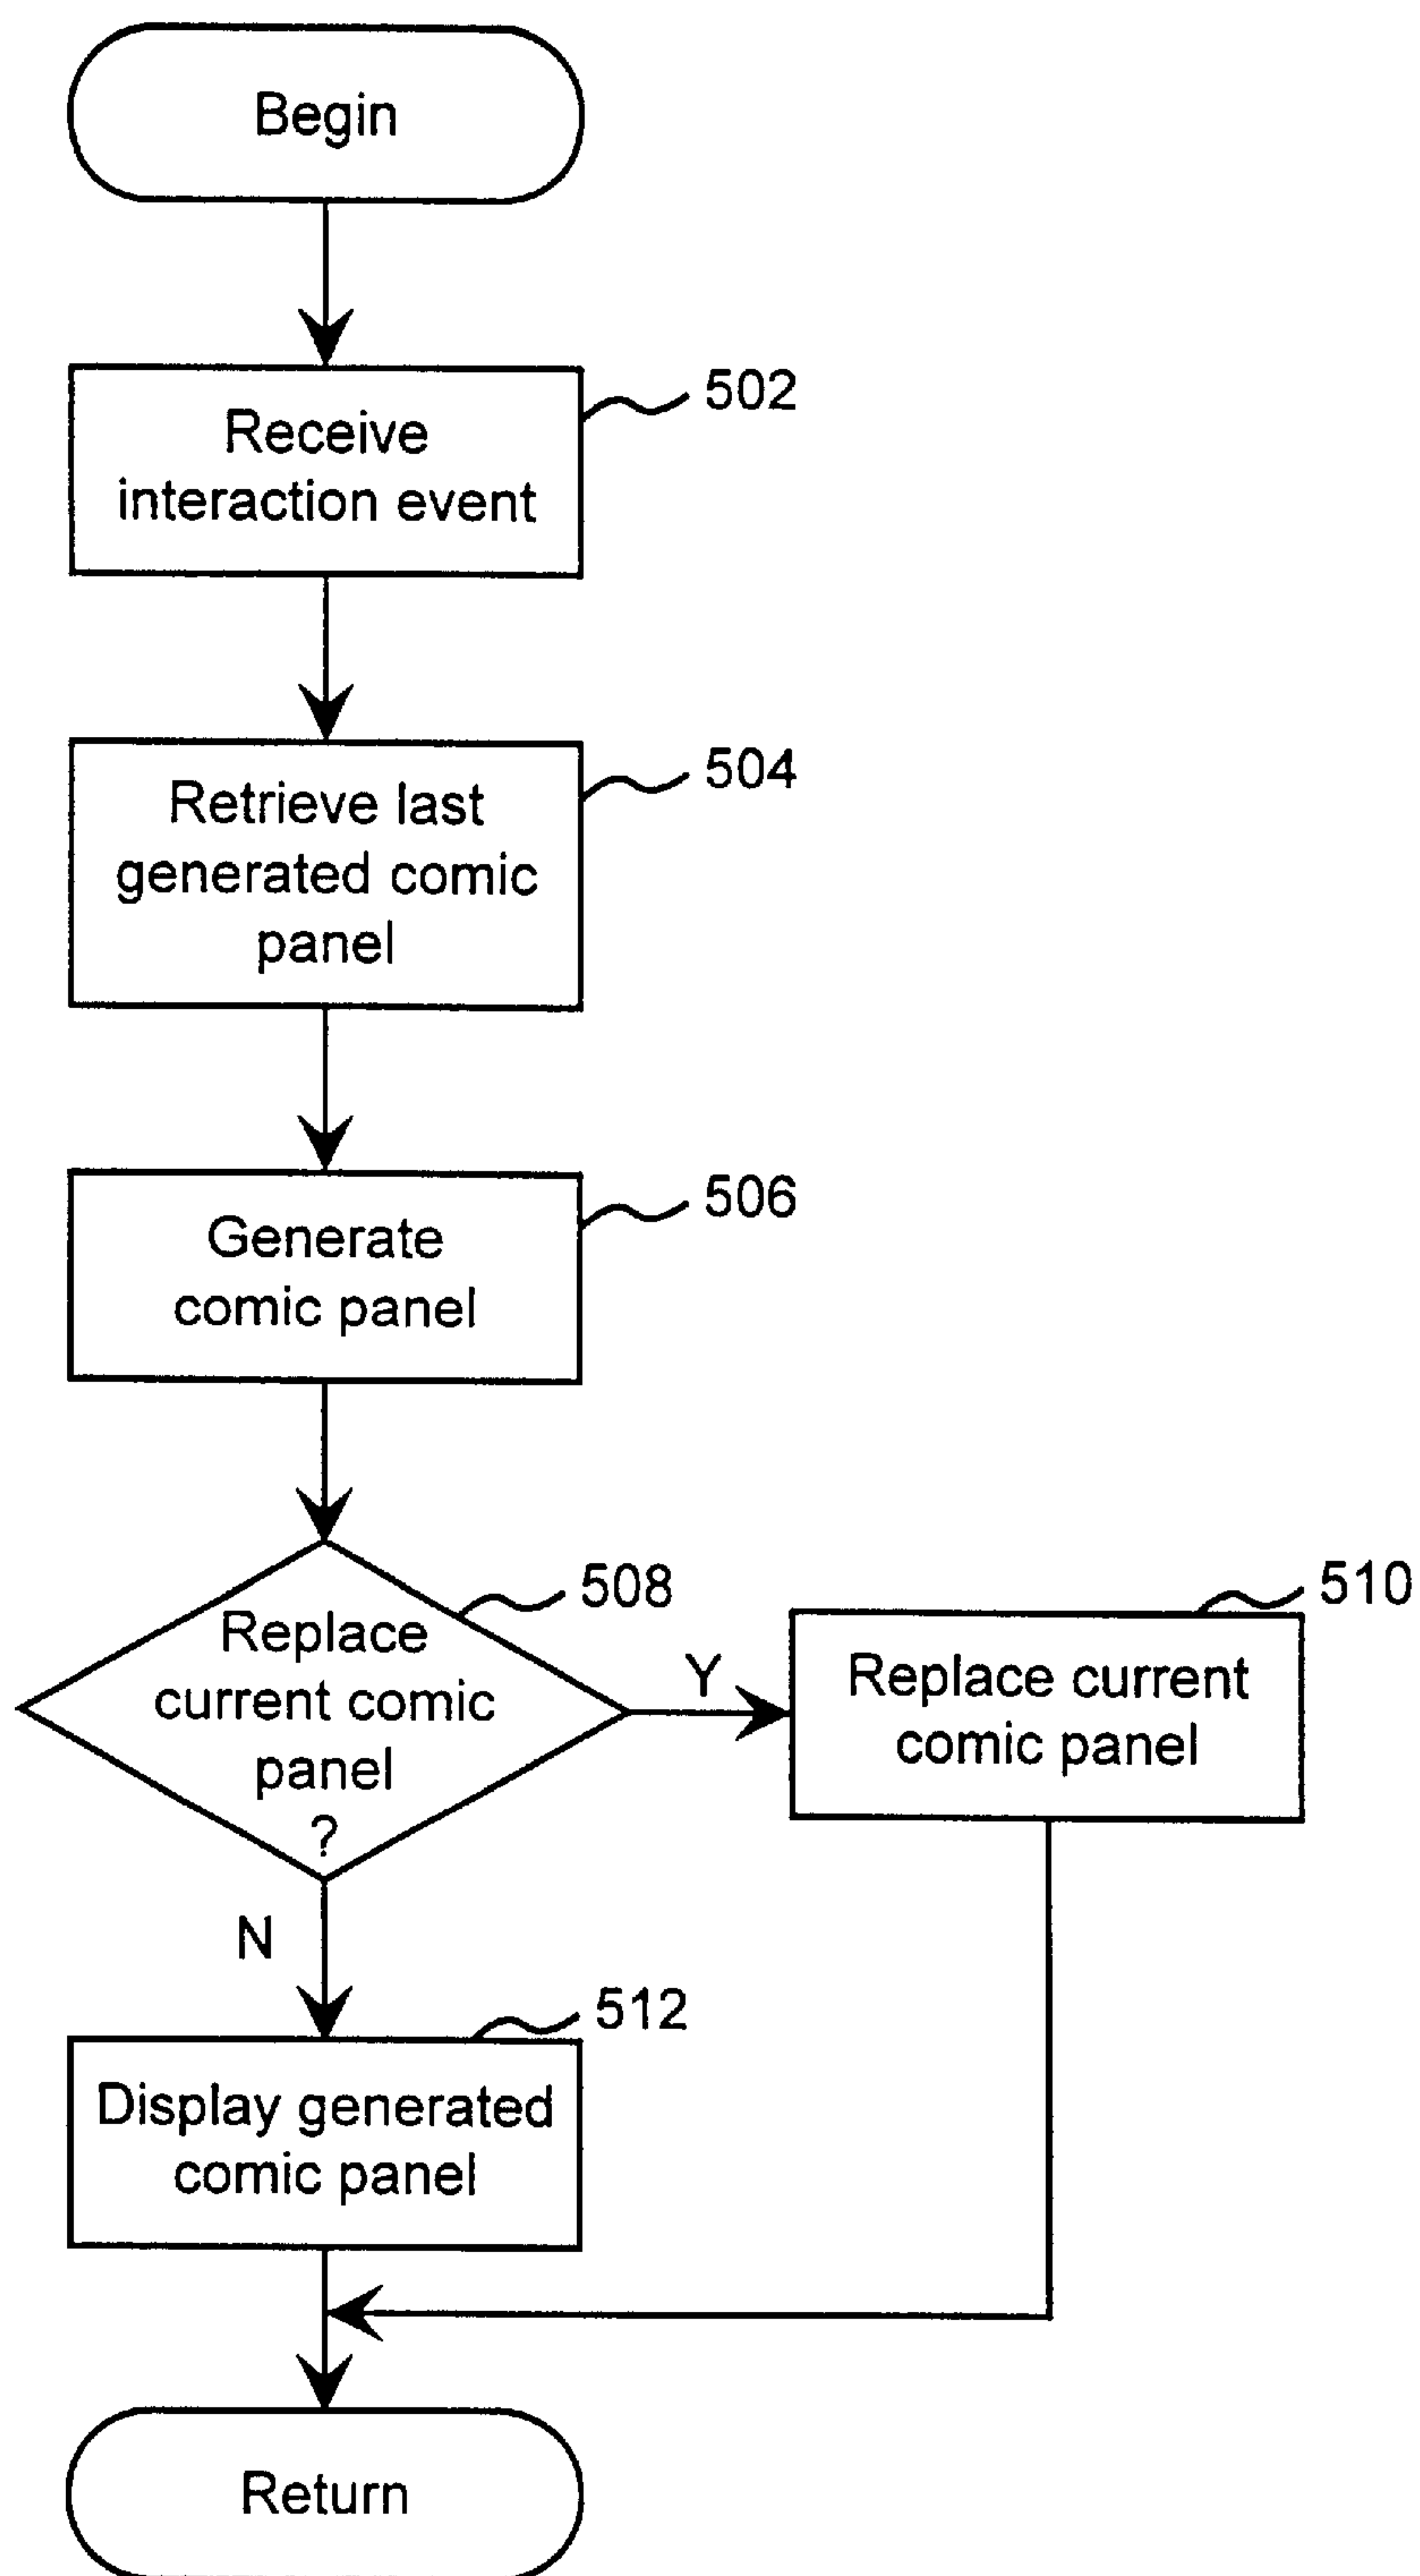 Begin
502
Receive
interaction event
504
Retrieve last
generated comic
panel
506
Generate
comic panel
508
Replace
current comic
panel
?
Y
510
Replace current
comic panel
N
512
Display generated
comic panel
Return